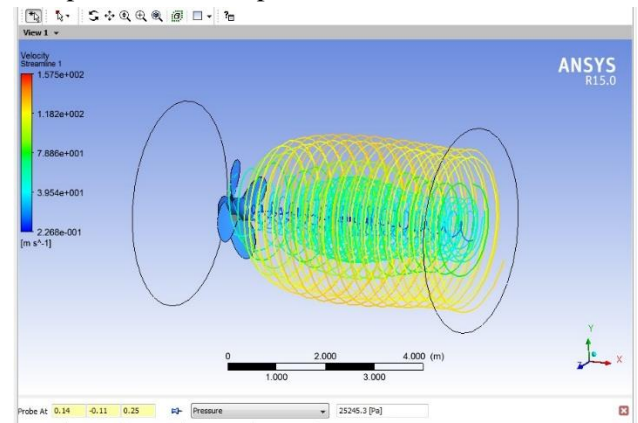 View 1
Velocity
Streamline 1
1.575e+002
1.182e+002
7.886e+001
3.954e+001
2.268e-001
[m s^-1]
ANSYS
R15.0
0 2.000 4.000 (m)
1.000 3.000
Y
X
Z
Probe At 0.14 -0.11 0.25 Pressure 25245.3 [Pa]